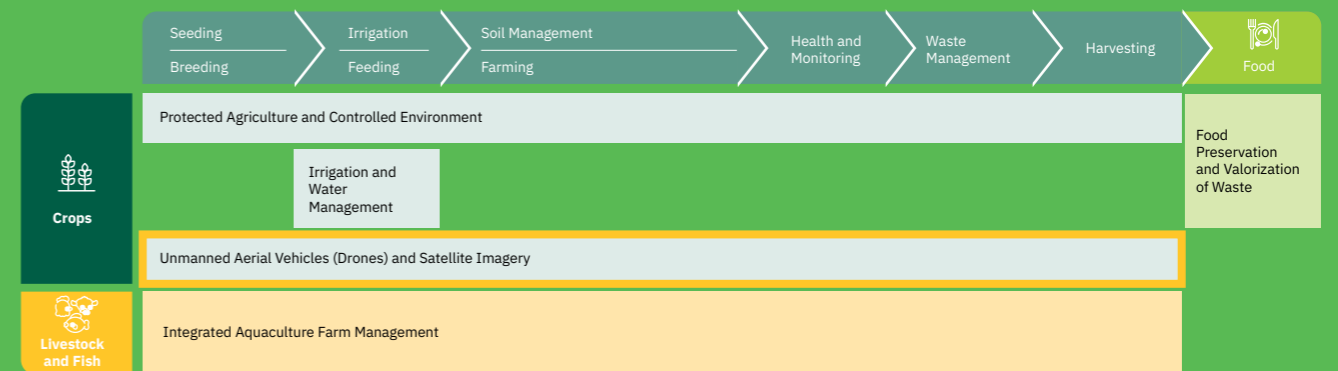 Seeding
Breeding
Irrigation
Feeding
Soil Management
Farming
Health and
Monitoring
Waste
Management
Harvesting
Food
Crops
Protected Agriculture and Controlled Environment
Irrigation and
Water
Management
Unmanned Aerial Vehicles (Drones) and Satellite Imagery
Food
Preservation
and Valorization
of Waste
Livestock
and Fish
Integrated Aquaculture Farm Management